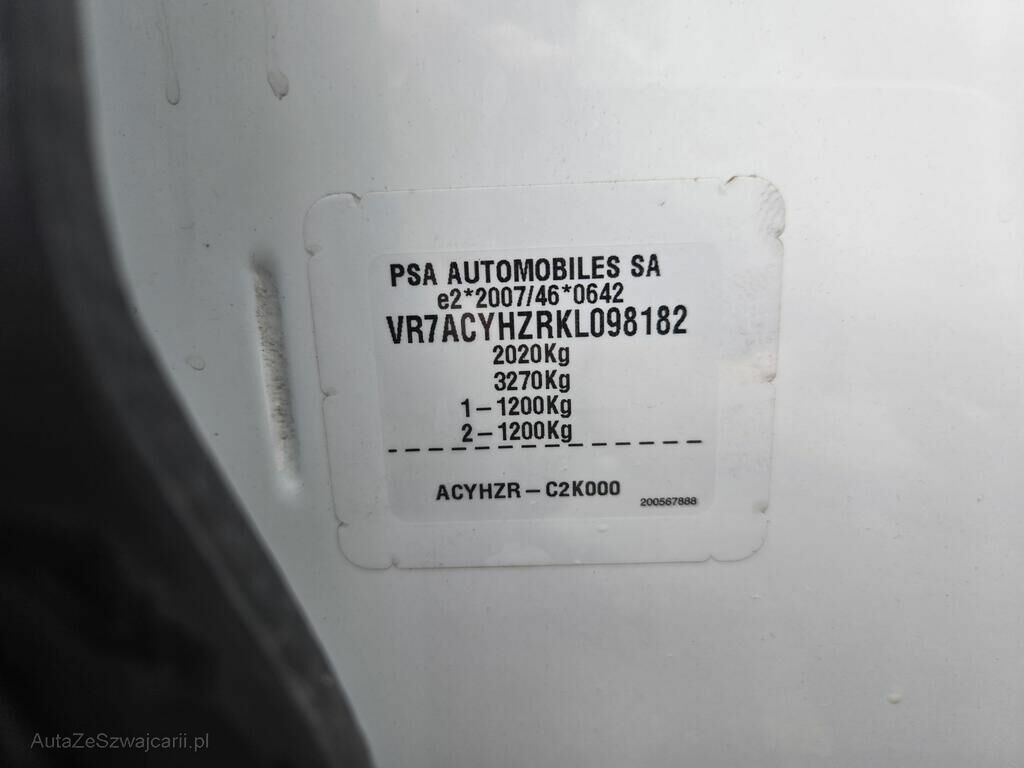 PSA AUTOMOBILES SA
e2*2007/46*0642
VR7ACYHZRKL098182
2020Kg
3270Kg
1-1200Kg
2-1200Kg
ACYHZR-C2K000
200567888
AutaZeSzwajcarii.pl